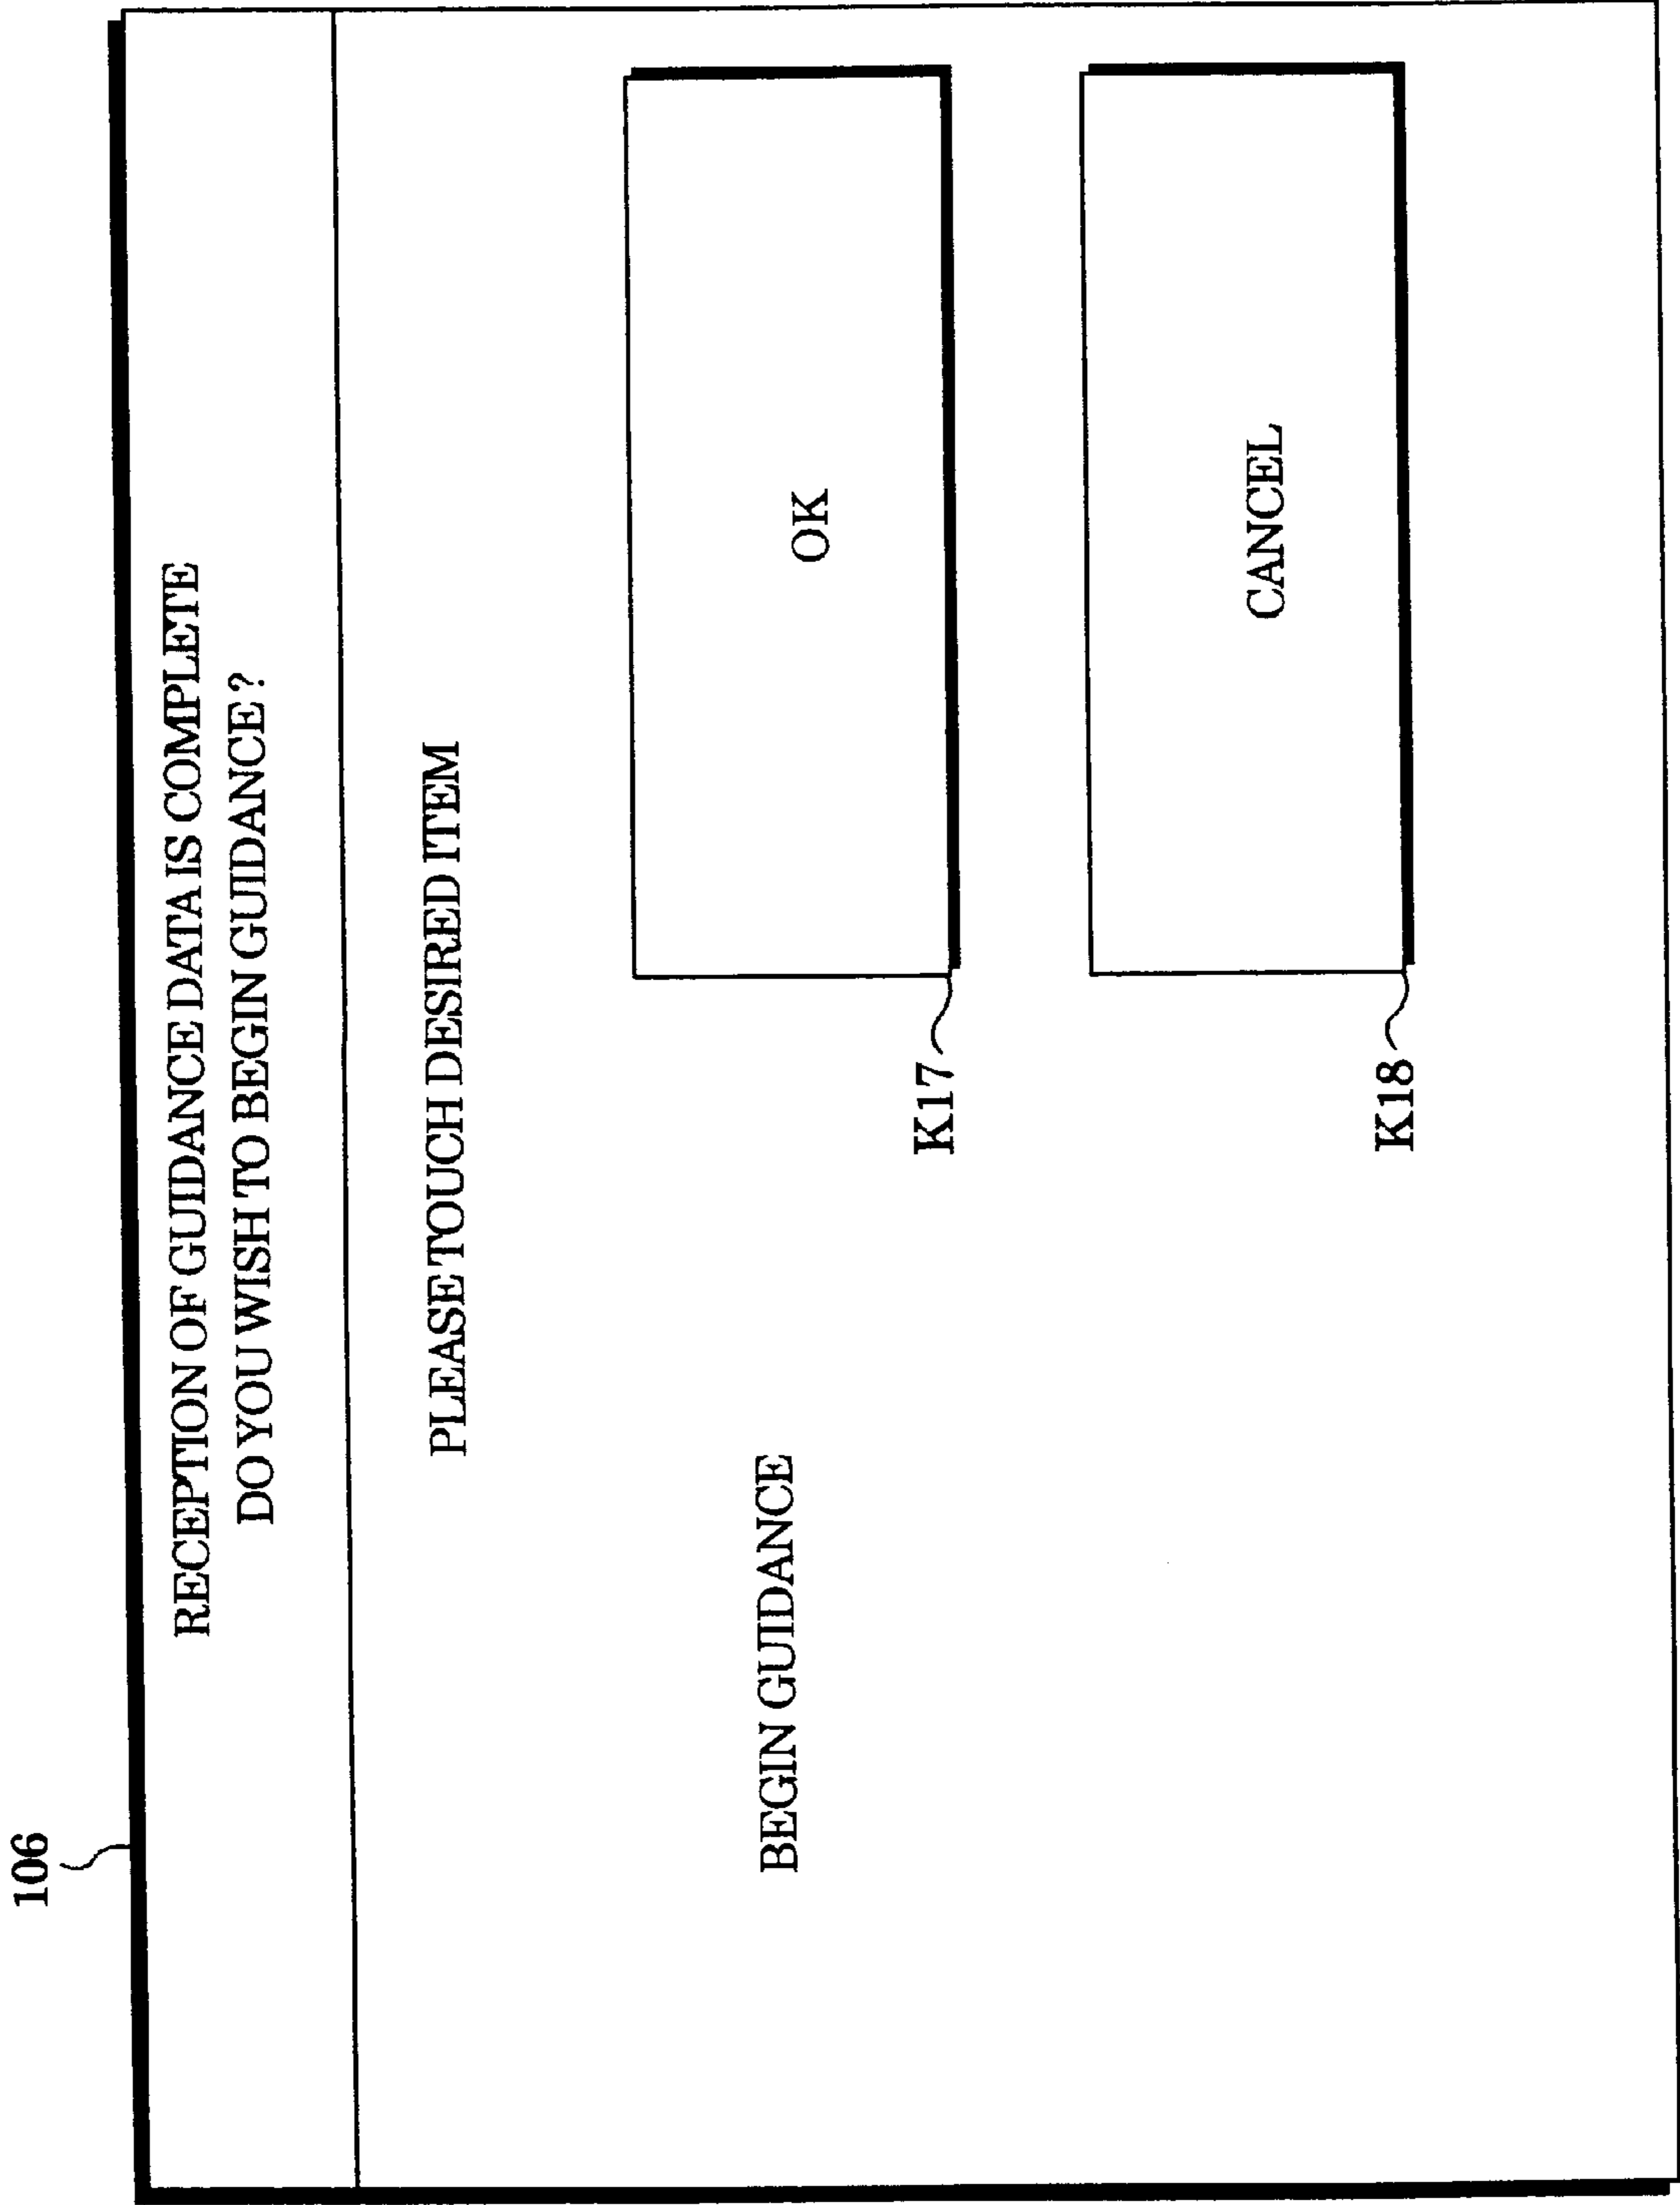 106
RECEPTION OF GUIDANCE DATA IS COMPLETE
DO YOU WISH TO BEGIN GUIDANCE?
PLEASE TOUCH DESIRED ITEM
BEGIN GUIDANCE
OK
K17
CANCEL
K18